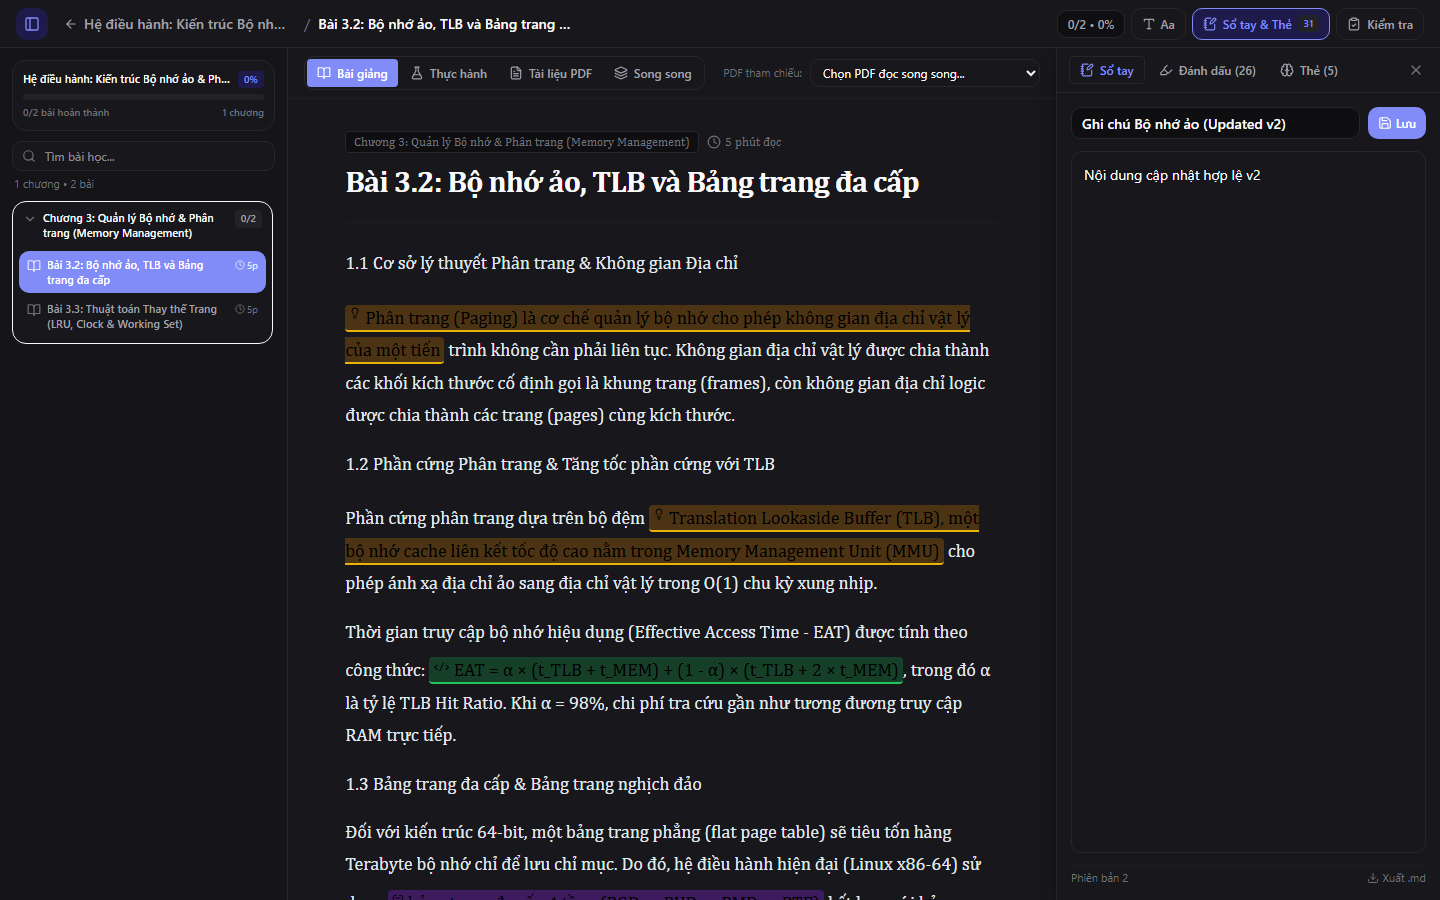 Hệ điều hành: Kiến trúc Bộ nh... / Bài 3.2: Bộ nhớ ảo, TLB và Bảng trang ...
0/2 • 0%
Aa
Sổ tay & Thẻ 31
Kiểm tra
Hệ điều hành: Kiến trúc Bộ nhớ ảo & Ph... 0%
0/2 bài hoàn thành 1 chương
Tìm bài học...
1 chương • 2 bài
Chương 3: Quản lý Bộ nhớ & Phân trang (Memory Management) 0/2
Bài 3.2: Bộ nhớ ảo, TLB và Bảng trang đa cấp 5p
Bài 3.3: Thuật toán Thay thế Trang (LRU, Clock & Working Set) 5p
Bài giảng
Thực hành
Tài liệu PDF
Song song
PDF tham chiếu: Chọn PDF đọc song song...
Chương 3: Quản lý Bộ nhớ & Phân trang (Memory Management) 5 phút đọc
Bài 3.2: Bộ nhớ ảo, TLB và Bảng trang đa cấp
1.1 Cơ sở lý thuyết Phân trang & Không gian Địa chỉ
Phân trang (Paging) là cơ chế quản lý bộ nhớ cho phép không gian địa chỉ vật lý
của một tiến trình không cần phải liên tục. Không gian địa chỉ vật lý được chia thành
các khối kích thước cố định gọi là khung trang (frames), còn không gian địa chỉ logic
được chia thành các trang (pages) cùng kích thước.
1.2 Phần cứng Phân trang & Tăng tốc phần cứng với TLB
Phần cứng phân trang dựa trên bộ đệm Translation Lookaside Buffer (TLB), một
bộ nhớ cache liên kết tốc độ cao nằm trong Memory Management Unit (MMU) cho
phép ánh xạ địa chỉ ảo sang địa chỉ vật lý trong O(1) chu kỳ xung nhịp.
Thời gian truy cập bộ nhớ hiệu dụng (Effective Access Time - EAT) được tính theo
công thức: EAT = α × (t_TLB + t_MEM) + (1 - α) × (t_TLB + 2 × t_MEM), trong đó α
là tỷ lệ TLB Hit Ratio. Khi α = 98%, chi phí tra cứu gần như tương đương truy cập
RAM trực tiếp.
1.3 Bảng trang đa cấp & Bảng trang nghịch đảo
Đối với kiến trúc 64-bit, một bảng trang phẳng (flat page table) sẽ tiêu tốn hàng
Terabyte bộ nhớ chỉ để lưu chỉ mục. Do đó, hệ điều hành hiện đại (Linux x86-64) sử
Sổ tay
Đánh dấu (26)
Thẻ (5)
Ghi chú Bộ nhớ ảo (Updated v2)
Lưu
Nội dung cập nhật hợp lệ v2
Phiên bản 2
Xuất .md